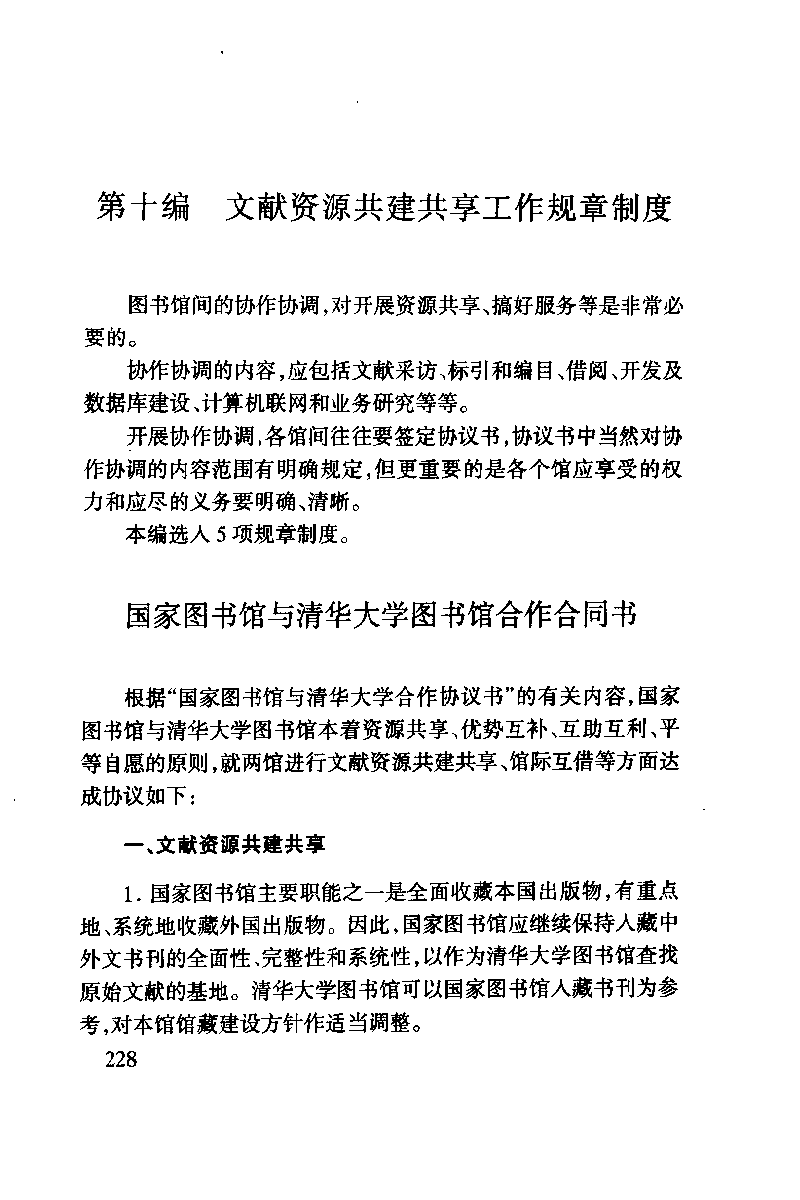 第十编　文献资源共建共享工作规章制度
图书馆间的协作协调,对开展资源共享、搞好服务等是非常必
要的。
协作协调的内容,应包括文献采访、标引和编目、借阅、开发及
数据库建设、计算机联网和业务研究等等。
开展协作协调,各馆间往往要签定协议书,协议书中当然对协
作协调的内容范围有明确规定,但更重要的是各个馆应享受的权
力和应尽的义务要明确、清晰。
本编选入 5 项规章制度。
国家图书馆与清华大学图书馆合作合同书
根据“国家图书馆与清华大学合作协议书”的有关内容,国家
图书馆与清华大学图书馆本着资源共享、优势互补、互助互利、平
等自愿的原则,就两馆进行文献资源共建共享、馆际互借等方面达
成协议如下:
一、文献资源共建共享
1. 国家图书馆主要职能之一是全面收藏本国出版物,有重点
地、系统地收藏外国出版物。因此,国家图书馆应继续保持入藏中
外文书刊的全面性、完整性和系统性,以作为清华大学图书馆查找
原始文献的基地。清华大学图书馆可以国家图书馆入藏书刊为参
考,对本馆馆藏建设方针作适当调整。
228